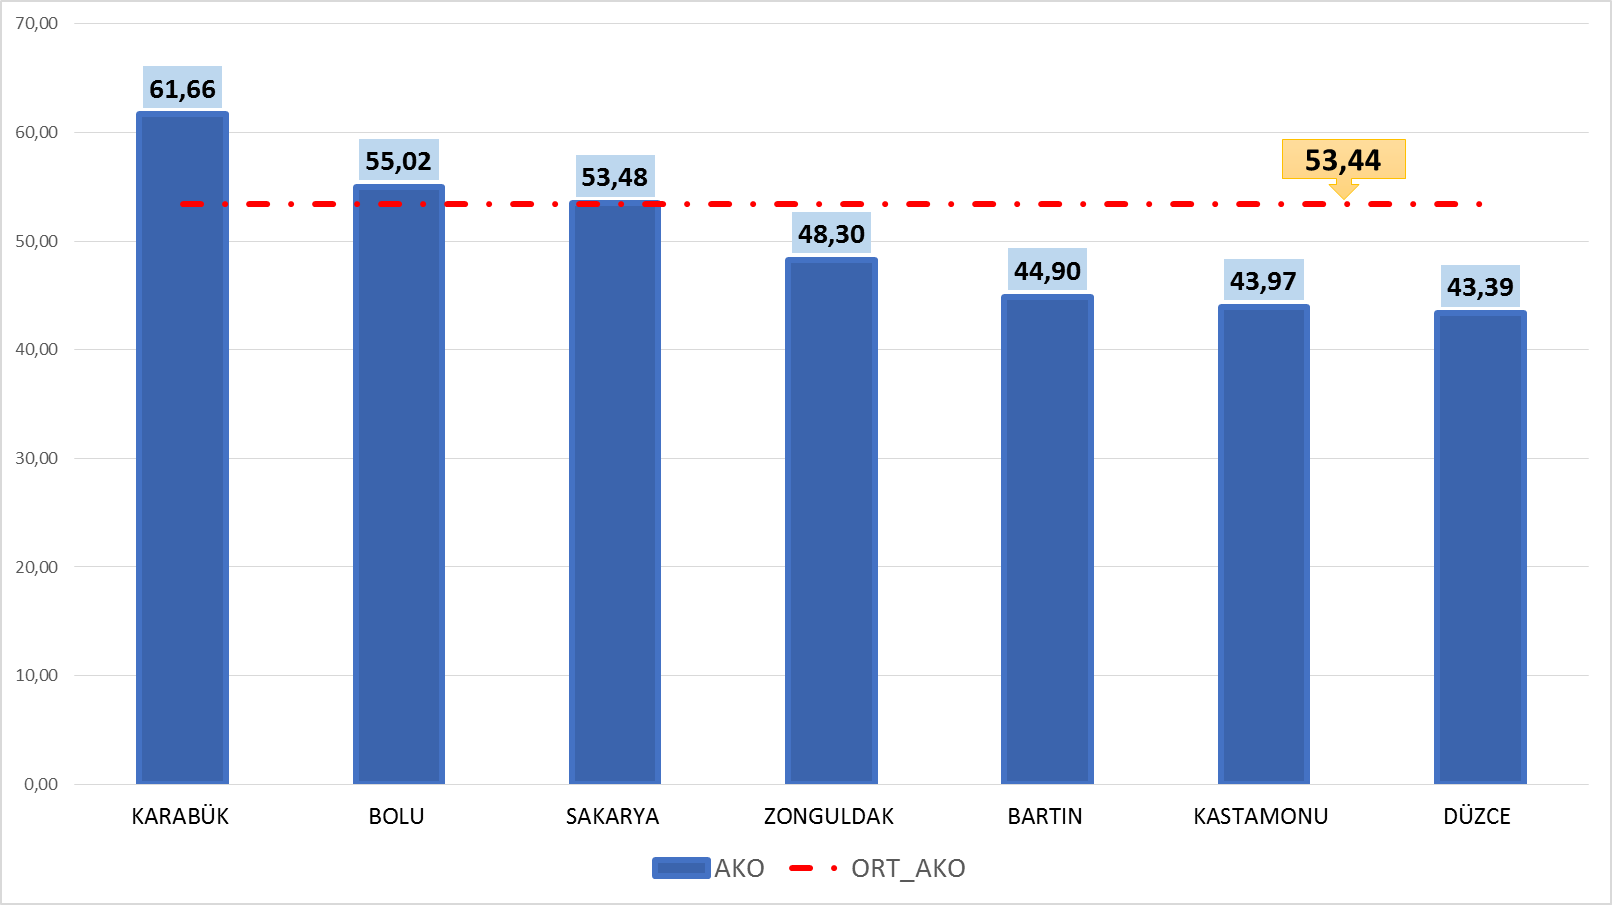 70,00
60,00
50,00
40,00
30,00
20,00
10,00
0,00
61,66
55,02
53,48
48,30
44,90
43,97
43,39
53,44
KARABÜK
BOLU
SAKARYA
ZONGULDAK
BARTIN
KASTAMONU
DÜZCE
AKO
ORT_AKO